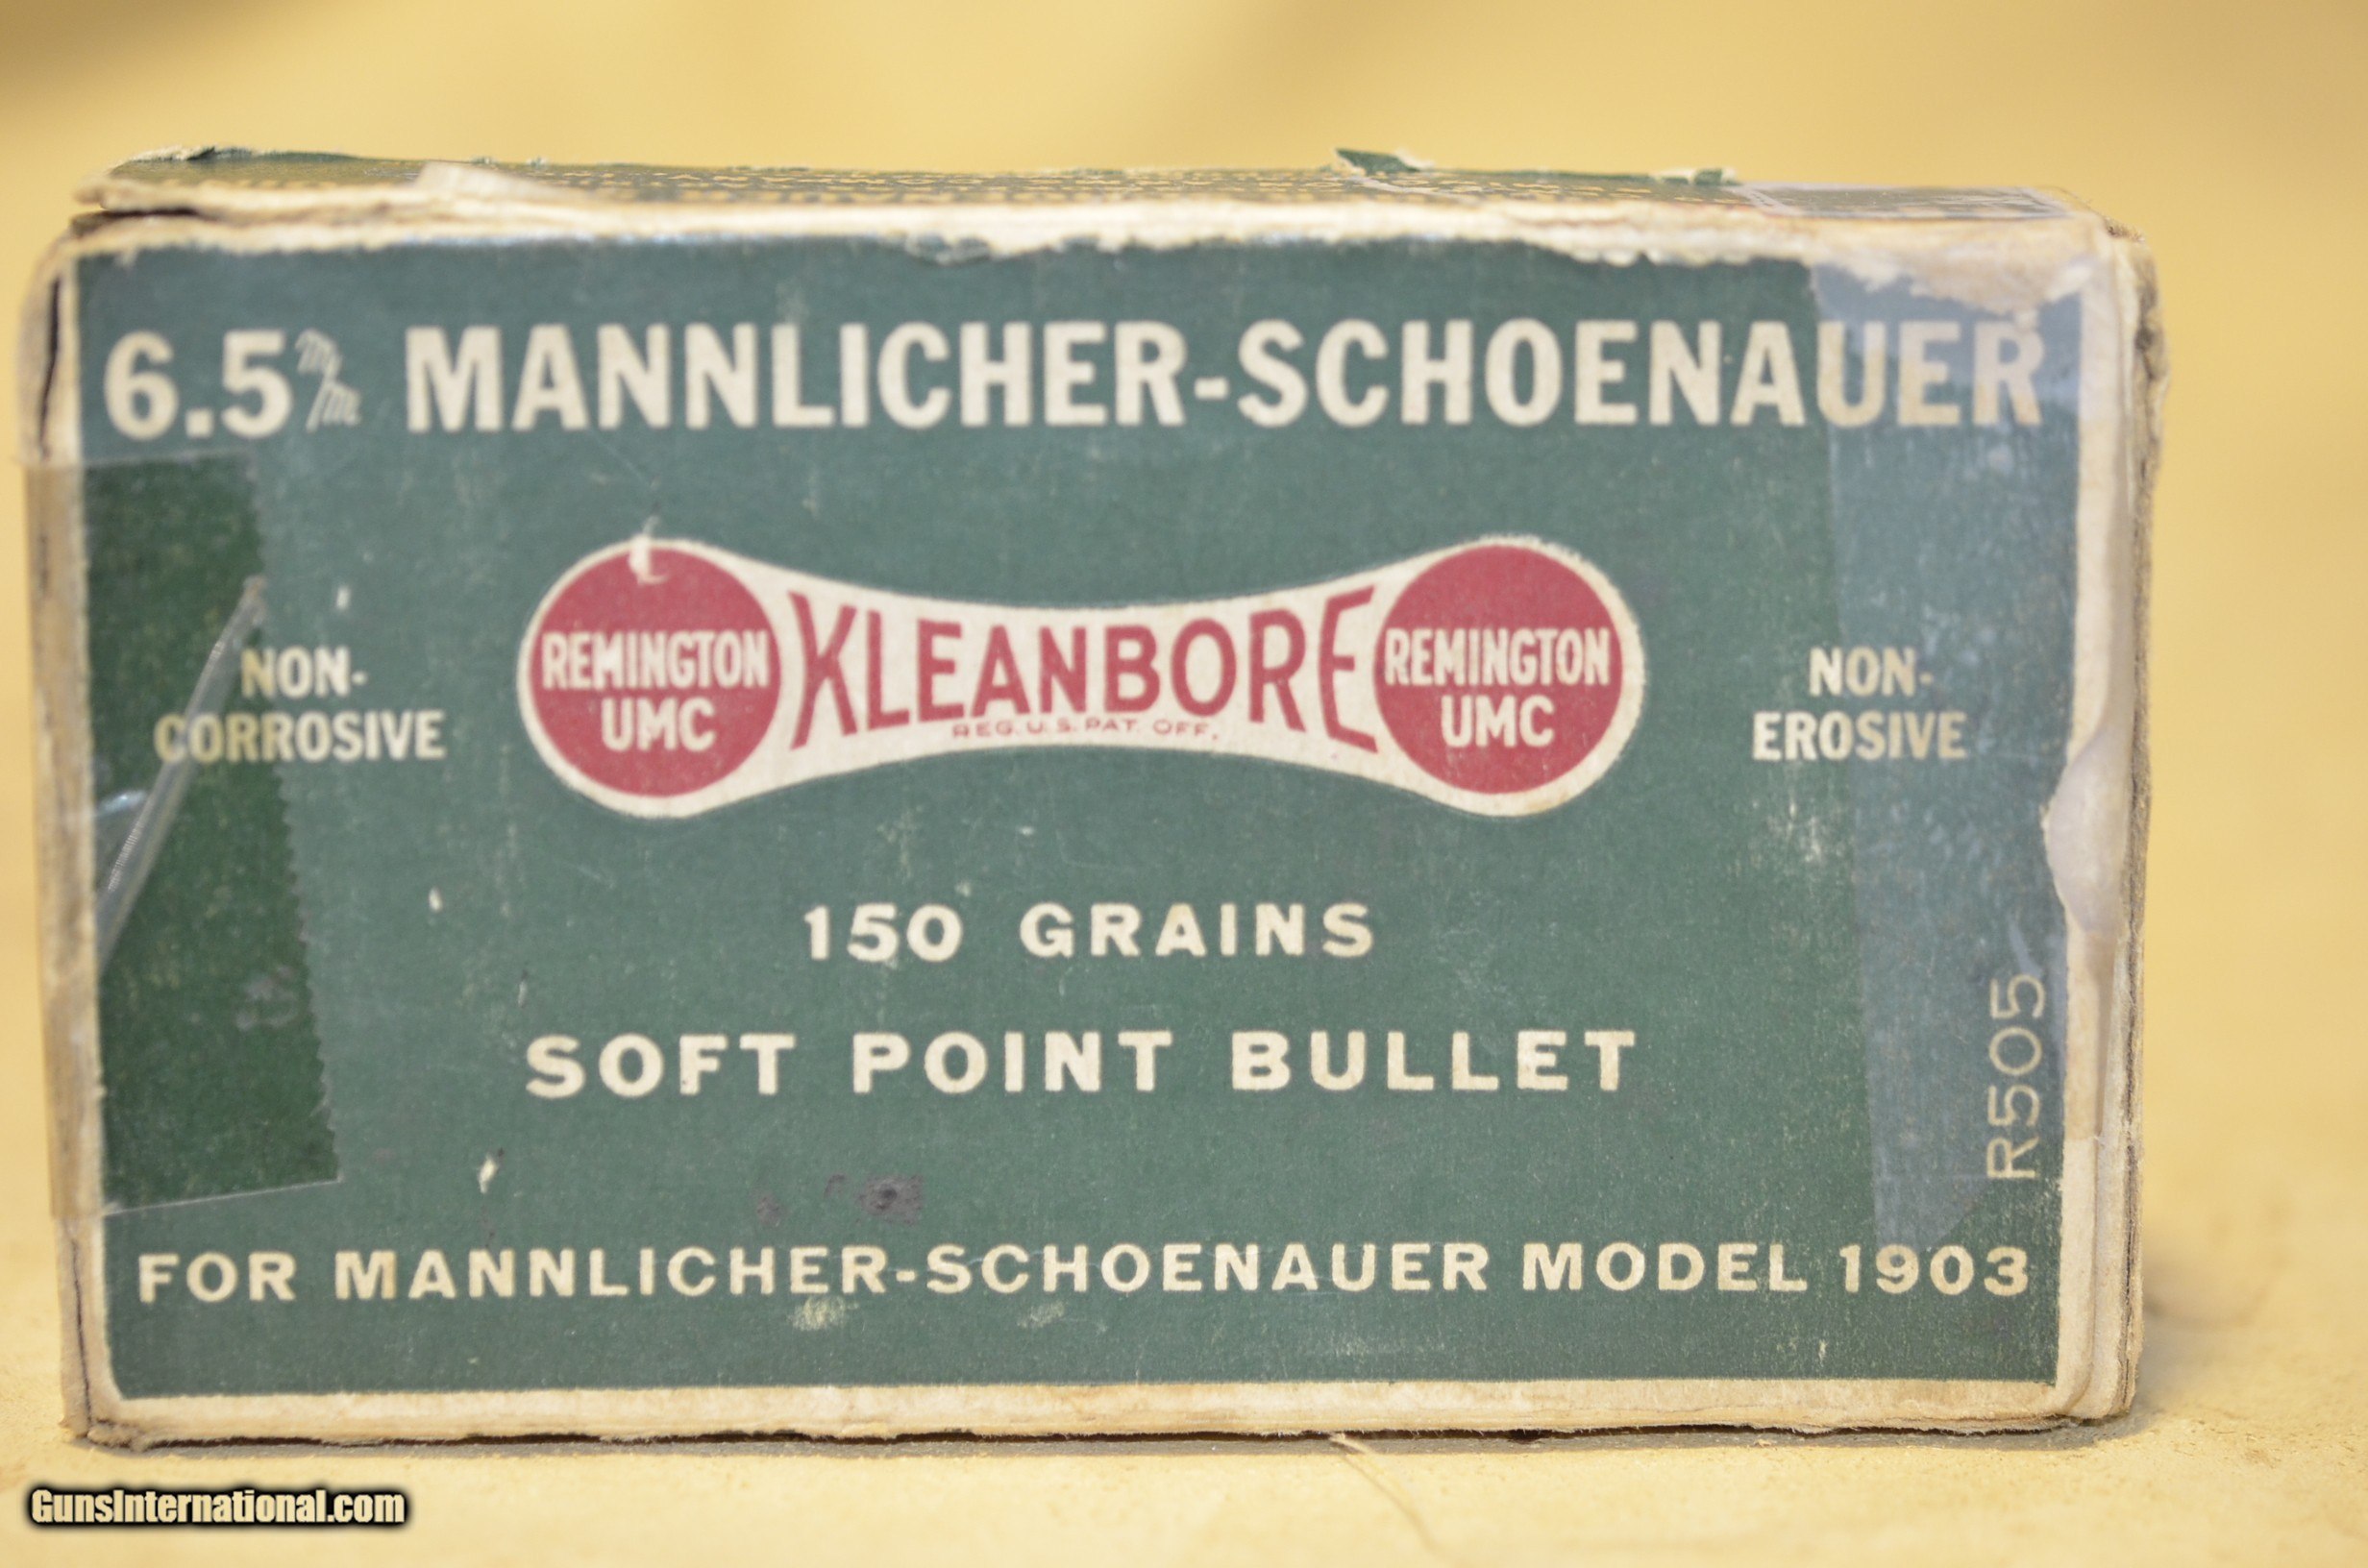 6.5 m/m MANNLICHER-SCHOENAUER
NON-
CORROSIVE
REMINGTON
UMC
KLEANBORE
REG. U.S. PAT. OFF.
REMINGTON
UMC
NON-
EROSIVE
150 GRAINS
SOFT POINT BULLET
R505
FOR MANNLICHER-SCHOENAUER MODEL 1903
GunsInternational.com